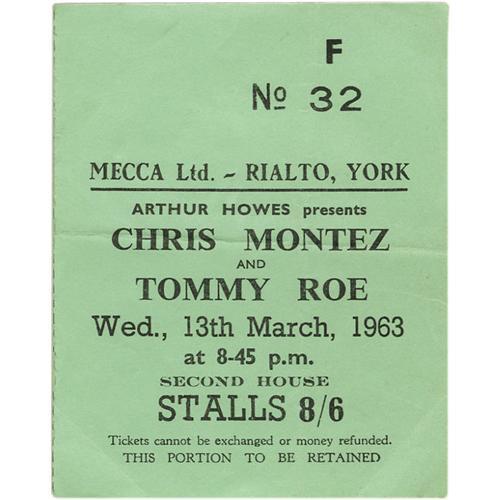 F
Nº 32
MECCA Ltd. - RIALTO, YORK
ARTHUR HOWES presents
CHRIS MONTEZ
AND
TOMMY ROE
Wed., 13th March, 1963
at 8-45 p.m.
SECOND HOUSE
STALLS 8/6
Tickets cannot be exchanged or money refunded.
THIS PORTION TO BE RETAINED